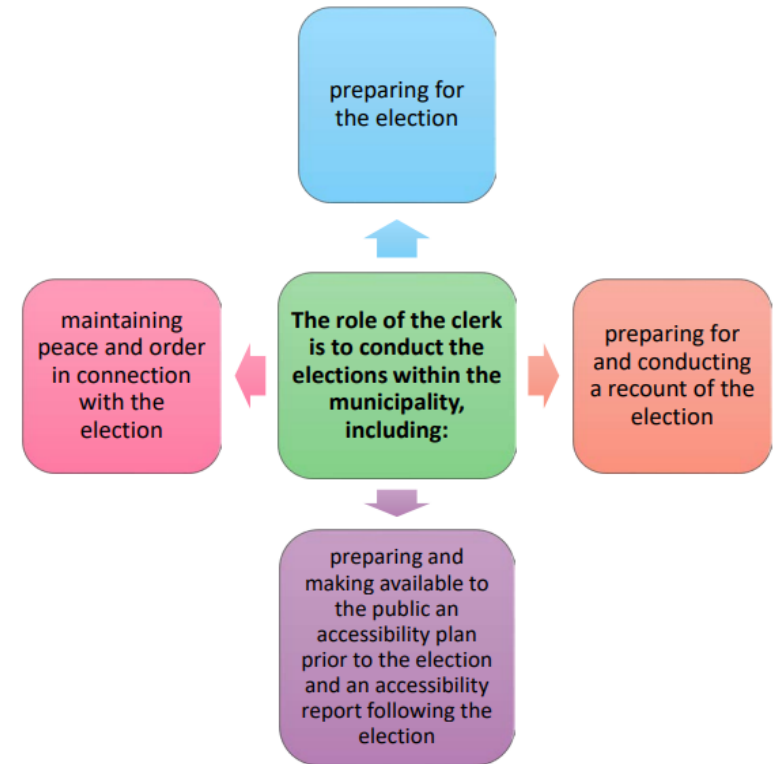 preparing for
the election
maintaining
peace and order
in connection
with the
election
The role of the clerk
is to conduct the
elections within the
municipality,
including:
preparing for
and conducting
a recount of the
election
preparing and
making available to
the public an
accessibility plan
prior to the election
and an accessibility
report following the
election